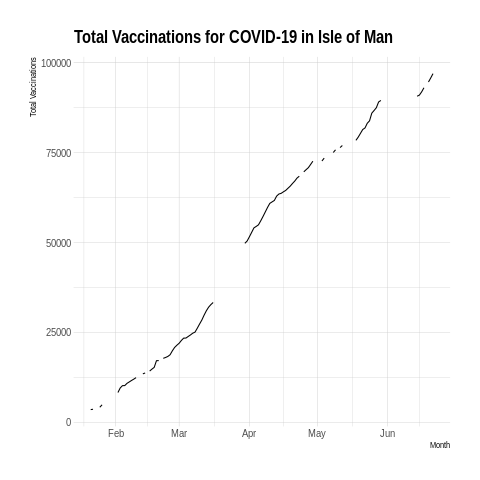 Total Vaccinations for COVID-19 in Isle of Man
Total Vaccinations
100000
75000
50000
25000
0
Feb Mar Apr May Jun
Month